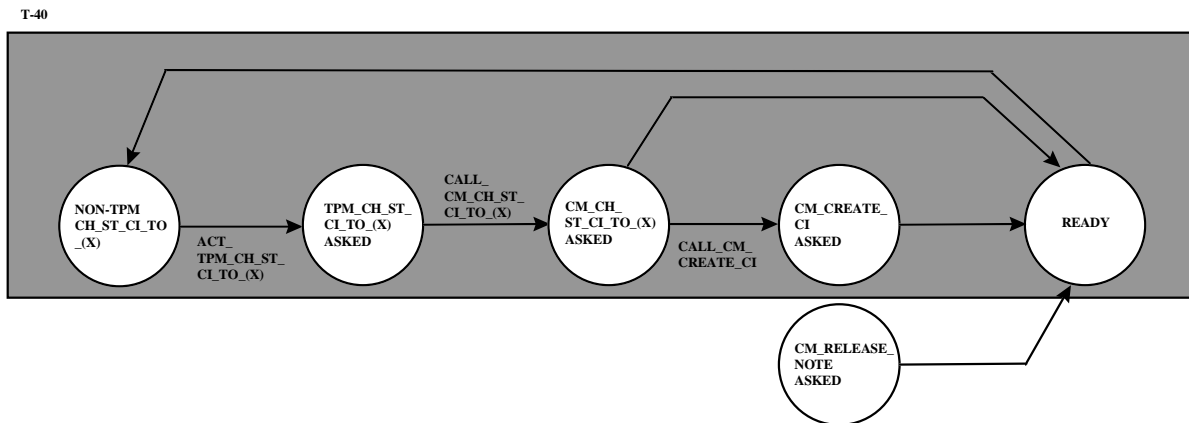 T-40
NON-TPM
CH_ST_CI_TO
_(X)
ACT_
TPM_CH_ST_
CI_TO_(X)
TPM_CH_ST_
CI_TO_(X)
ASKED
CALL_
CM_CH_ST_
CI_TO_(X)
CM_CH_
ST_CI_TO_(X)
ASKED
CALL_CM_
CREATE_CI
CM_CREATE_
CI
ASKED
READY
CM_RELEASE_
NOTE
ASKED